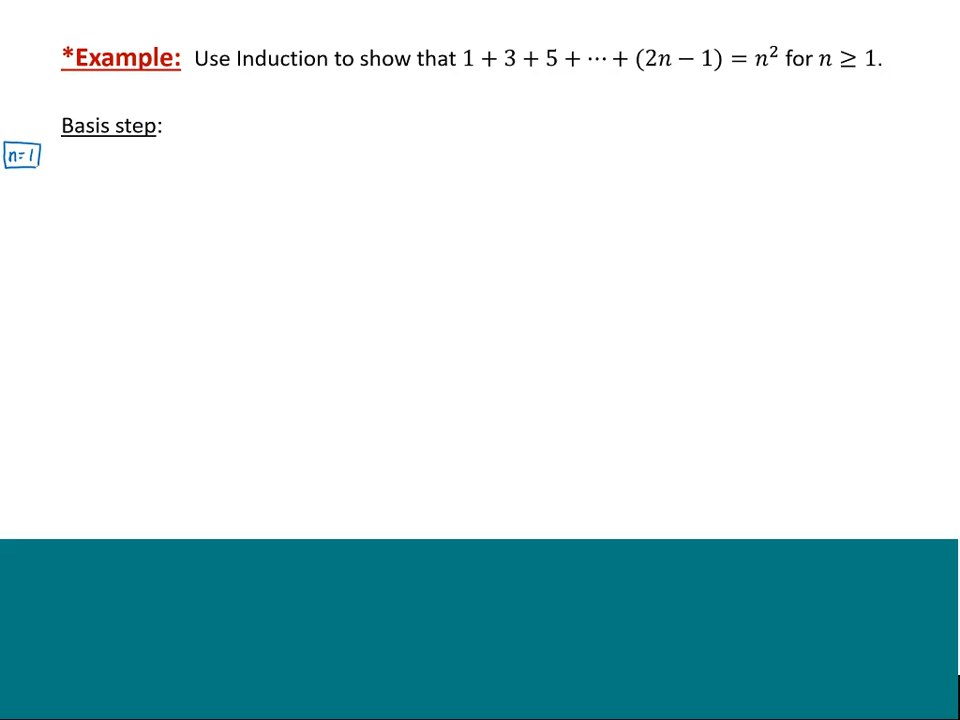 *Example: Use Induction to show that 1 + 3 + 5 + ⋯ + (2𝑛 − 1) = 𝑛² for 𝑛 ≥ 1.
Basis step:
n=1